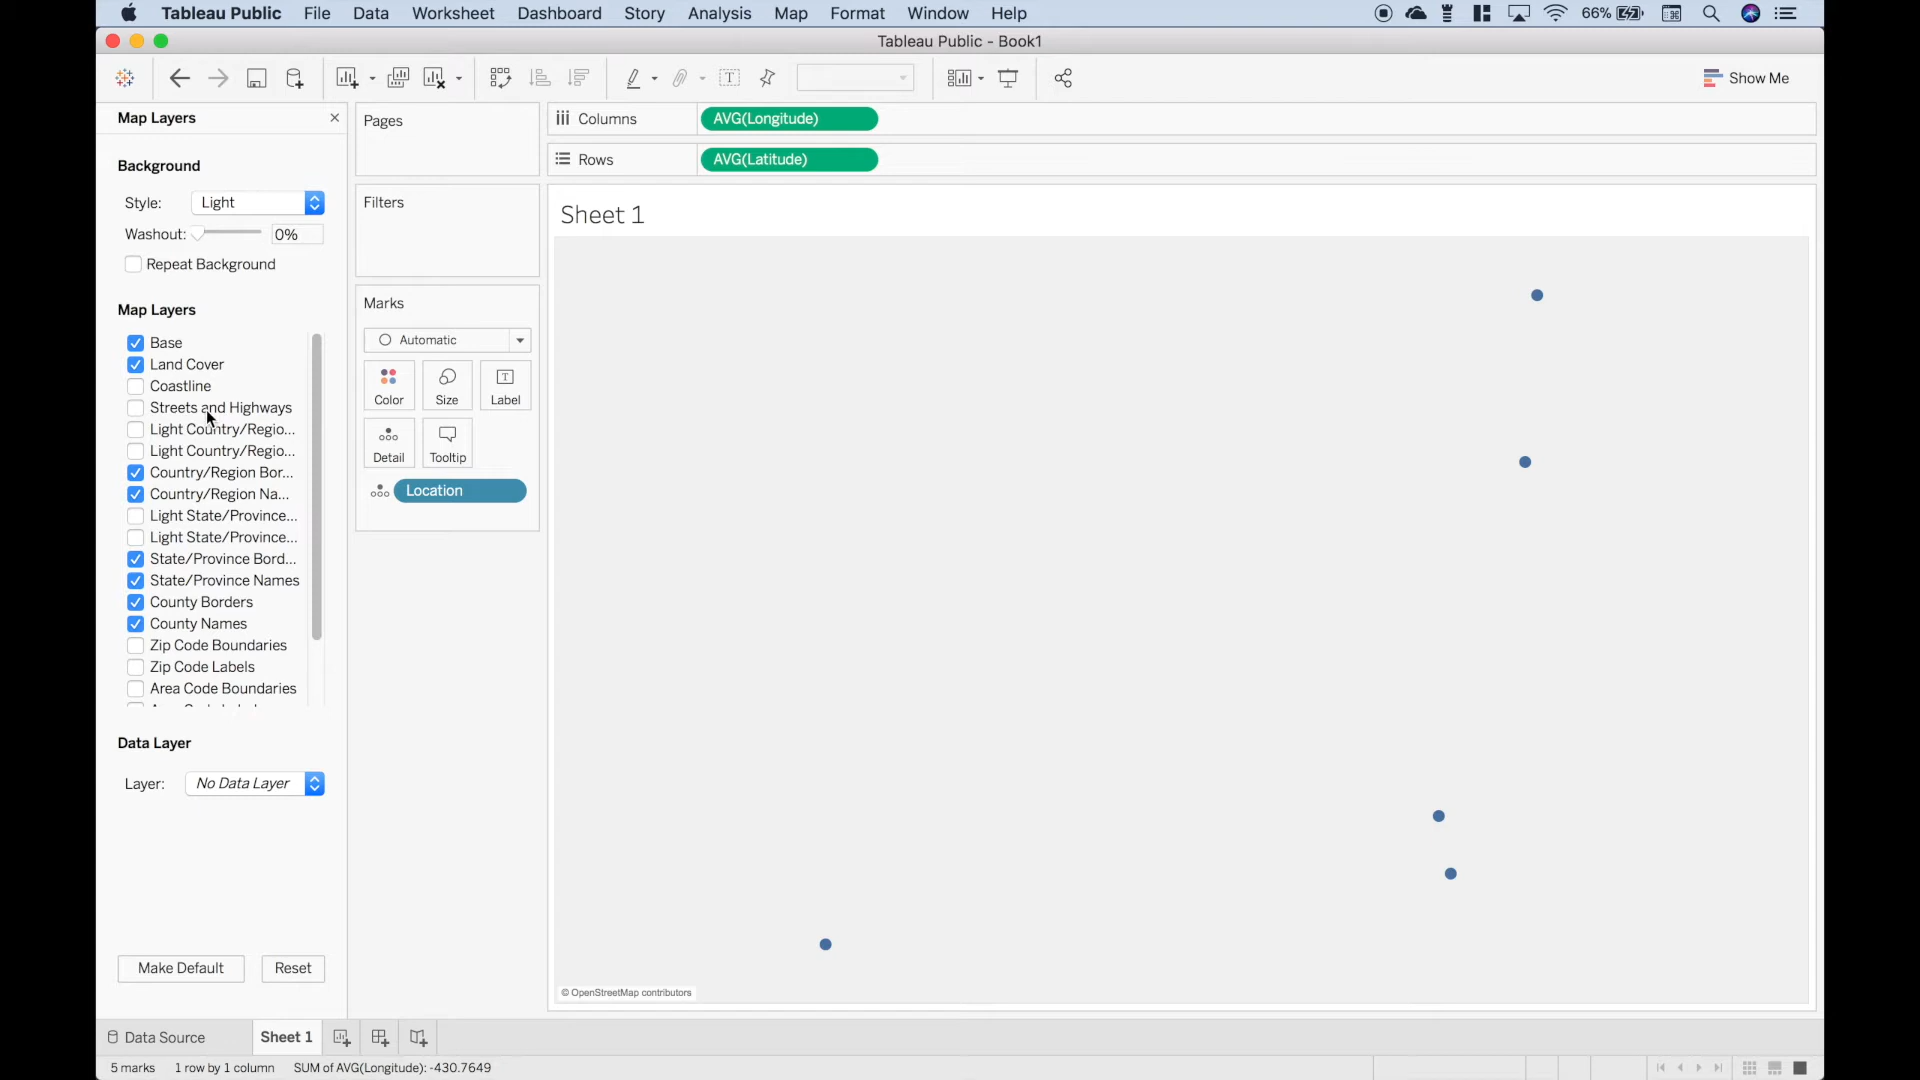 Tableau Public File Data Worksheet Dashboard Story Analysis Map Format Window Help 66%
Tableau Public - Book1
Show Me
Map Layers
Background
Style: Light
Washout: 0%
Repeat Background
Map Layers
Base
Land Cover
Coastline
Streets and Highways
Light Country/Regio...
Light Country/Regio...
Country/Region Bor...
Country/Region Na...
Light State/Province...
Light State/Province...
State/Province Bord...
State/Province Names
County Borders
County Names
Zip Code Boundaries
Zip Code Labels
Area Code Boundaries
Data Layer
Layer: No Data Layer
Make Default Reset
Pages
Filters
Marks
Automatic
Color Size Label
Detail Tooltip
Location
Columns AVG(Longitude)
Rows AVG(Latitude)
Sheet 1
© OpenStreetMap contributors
Data Source Sheet 1
5 marks 1 row by 1 column SUM of AVG(Longitude): -430.7649